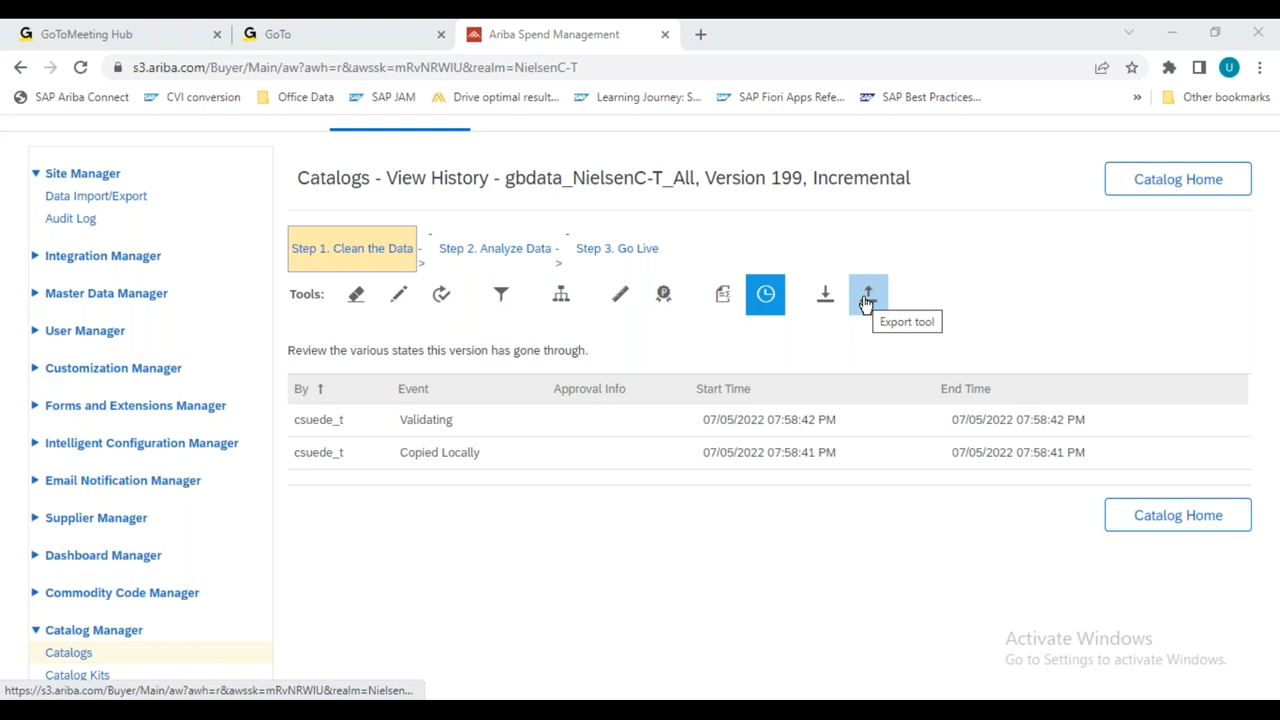 GoToMeeting Hub
GoTo
Ariba Spend Management
s3.ariba.com/Buyer/Main/aw?awh=r&awssk=mRvNRWIU&realm=NielsenC-T
U
SAP Ariba Connect
CVI conversion
Office Data
SAP JAM
Drive optimal result...
Learning Journey: S...
SAP Fiori Apps Refe...
SAP Best Practices...
»
Other bookmarks
Site Manager
Data Import/Export
Audit Log
Integration Manager
Master Data Manager
User Manager
Customization Manager
Forms and Extensions Manager
Intelligent Configuration Manager
Email Notification Manager
Supplier Manager
Dashboard Manager
Commodity Code Manager
Catalog Manager
Catalogs
Catalog Kits
Catalogs - View History - gbdata_NielsenC-T_All, Version 199, Incremental
Catalog Home
Step 1. Clean the Data -> Step 2. Analyze Data -> Step 3. Go Live
Tools:
Export tool
Review the various states this version has gone through.
By ↑ Event Approval Info Start Time End Time
csuede_t Validating 07/05/2022 07:58:42 PM 07/05/2022 07:58:42 PM
csuede_t Copied Locally 07/05/2022 07:58:41 PM 07/05/2022 07:58:41 PM
Catalog Home
Activate Windows
Go to Settings to activate Windows.
https://s3.ariba.com/Buyer/Main/aw?awh=r&awssk=mRvNRWIU&realm=Nielsen...